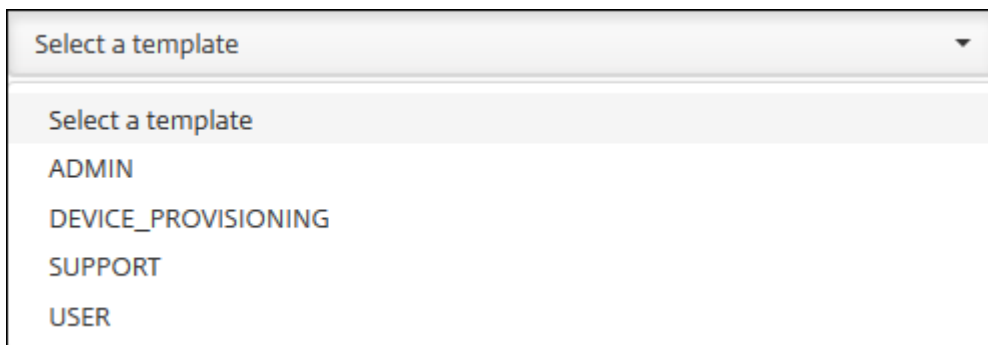 Select a template
Select a template
ADMIN
DEVICE_PROVISIONING
SUPPORT
USER